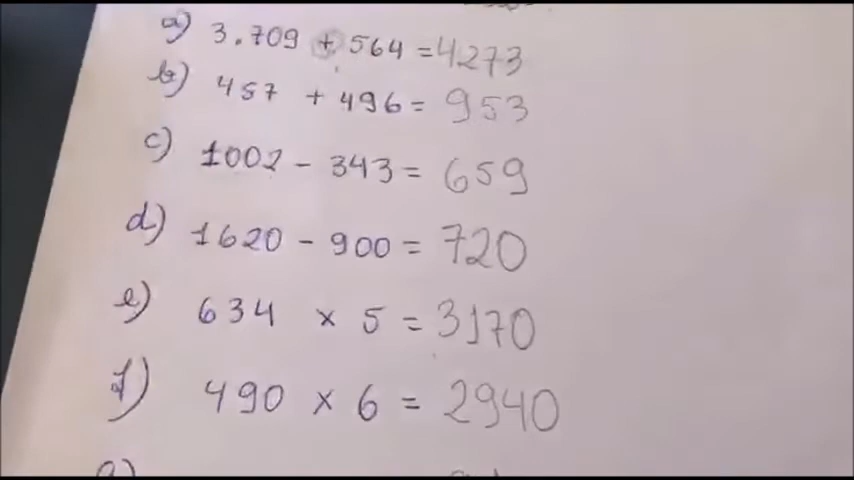 a) 3.709 + 564 = 4273
b) 457 + 496 = 953
c) 1002 - 343 = 659
d) 1620 - 900 = 720
e) 634 x 5 = 3170
f) 490 x 6 = 2940